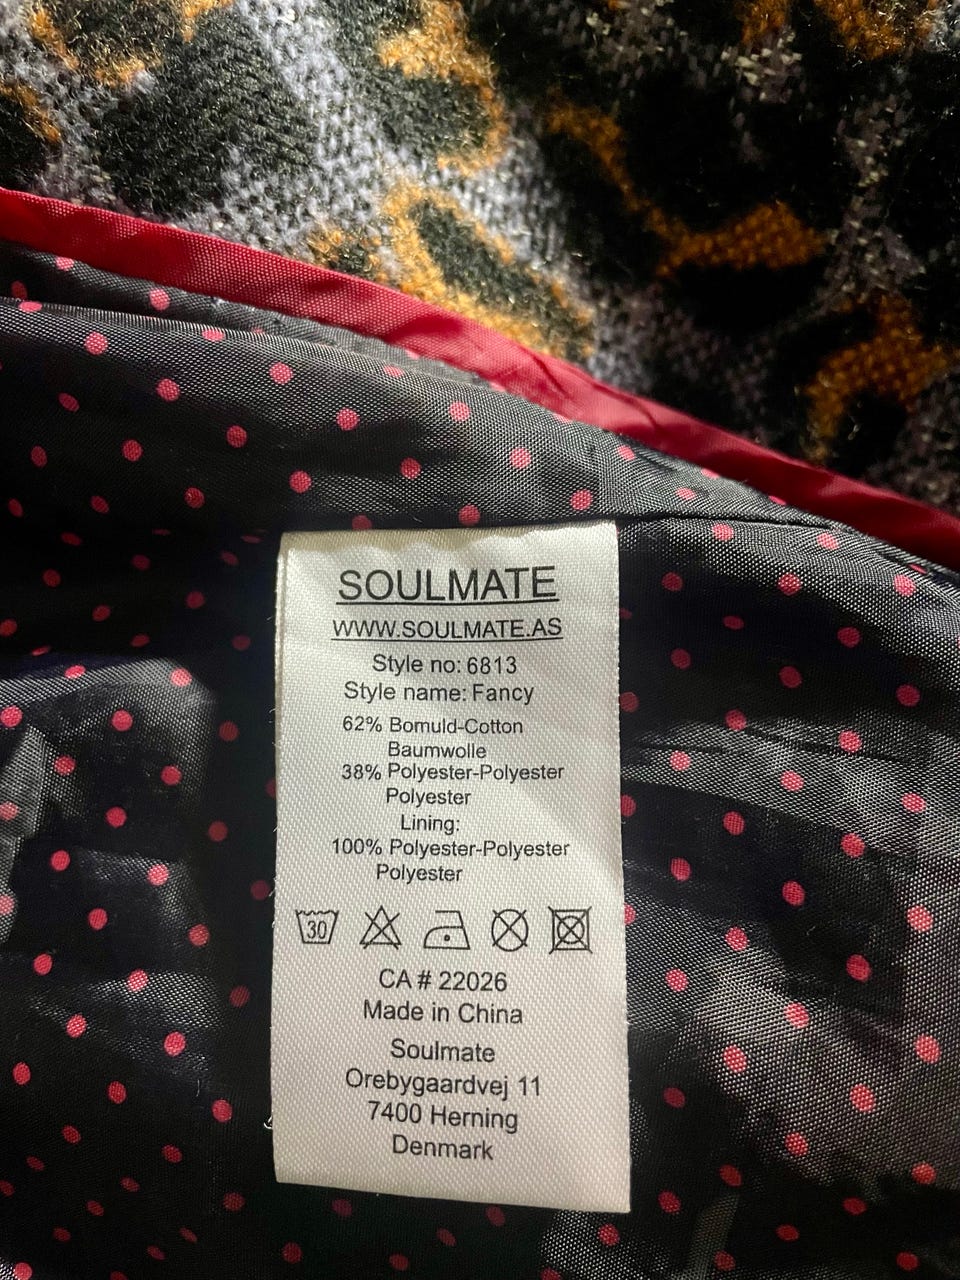 SOULMATE
WWW.SOULMATE.AS
Style no: 6813
Style name: Fancy
62% Bomuld-Cotton
Baumwolle
38% Polyester-Polyester
Polyester
Lining:
100% Polyester-Polyester
Polyester
30
CA # 22026
Made in China
Soulmate
Orebygaardvej 11
7400 Herning
Denmark